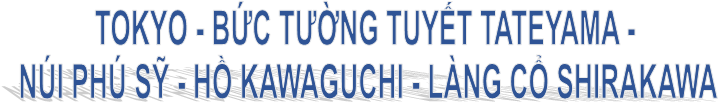 TOKYO - BỨC TƯỜNG TUYẾT TATEYAMA -
NÚI PHÚ SỸ - HỒ KAWAGUCHI - LÀNG CỔ SHIRAKAWA